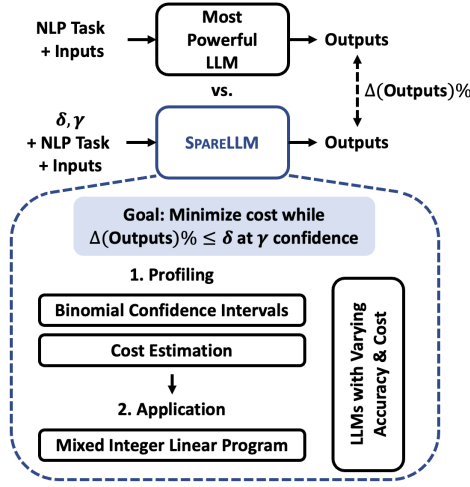 NLP Task
+ Inputs
Most
Powerful
LLM
Outputs
vs.
Δ(Outputs)%
δ, γ
+ NLP Task
+ Inputs
SPARELLM
Outputs
Goal: Minimize cost while
Δ(Outputs)% ≤ δ at γ confidence
1. Profiling
Binomial Confidence Intervals
Cost Estimation
2. Application
Mixed Integer Linear Program
LLMs with Varying
Accuracy & Cost